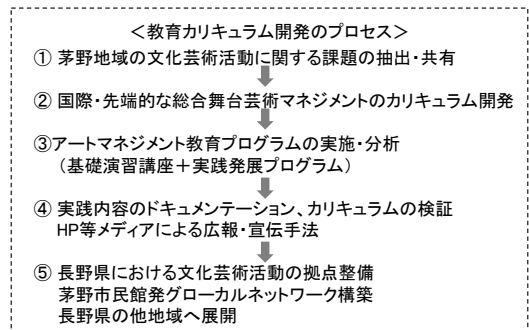 ＜教育カリキュラム開発のプロセス＞
① 茅野地域の文化芸術活動に関する課題の抽出・共有
② 国際・先端的な総合舞台芸術マネジメントのカリキュラム開発
③アートマネジメント教育プログラムの実施・分析
（基礎演習講座＋実践発展プログラム）
④ 実践内容のドキュメンテーション、カリキュラムの検証
HP等メディアによる広報・宣伝手法
⑤ 長野県における文化芸術活動の拠点整備
茅野市民館発グローカルネットワーク構築
長野県の他地域へ展開